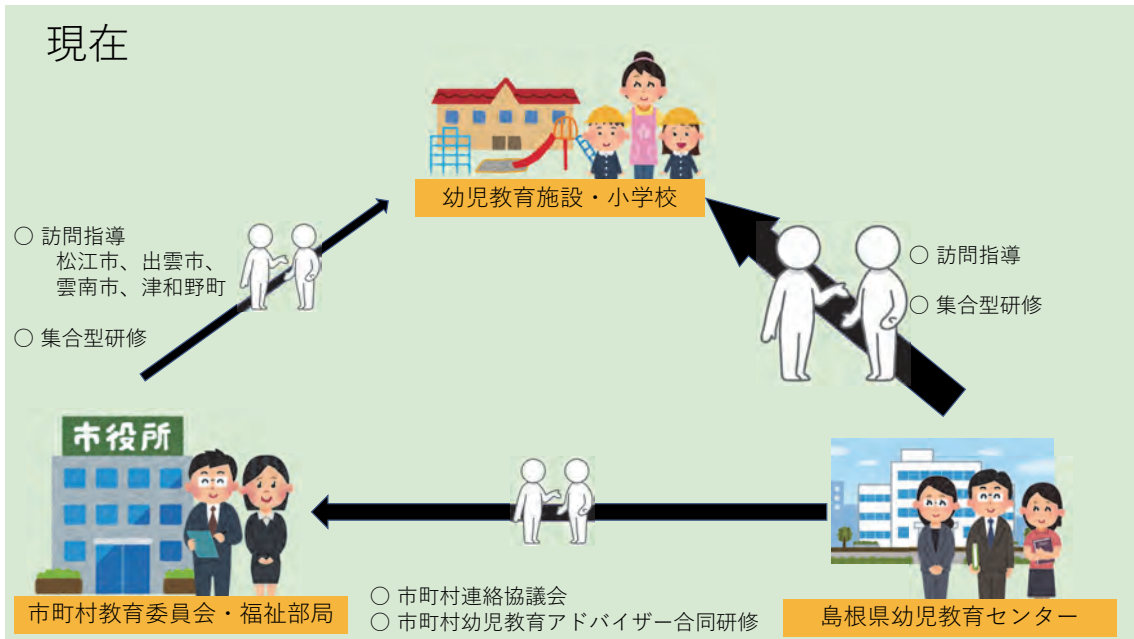 現在
幼児教育施設・小学校
○ 訪問指導
松江市、出雲市、
雲南市、津和野町
○ 集合型研修
○ 訪問指導
○ 集合型研修
市役所
市町村教育委員会・福祉部局
○ 市町村連絡協議会
○ 市町村幼児教育アドバイザー合同研修
島根県幼児教育センター